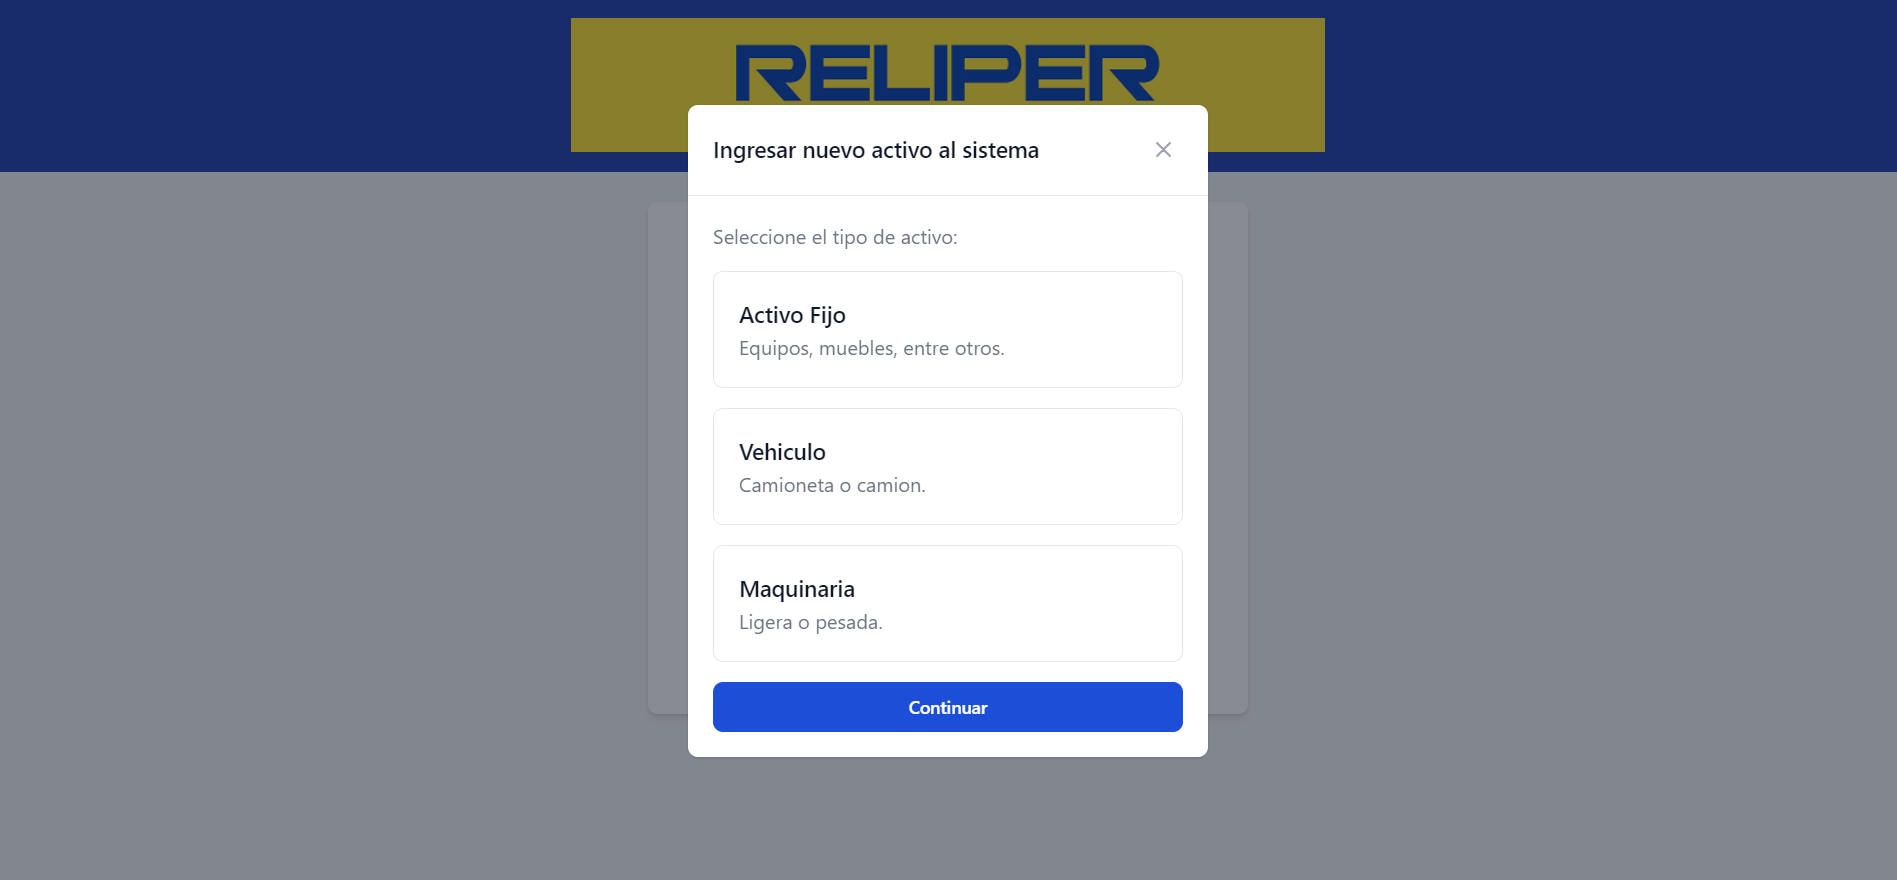 RELIPER
Ingresar nuevo activo al sistema
Seleccione el tipo de activo:
Activo Fijo
Equipos, muebles, entre otros.
Vehiculo
Camioneta o camion.
Maquinaria
Ligera o pesada.
Continuar